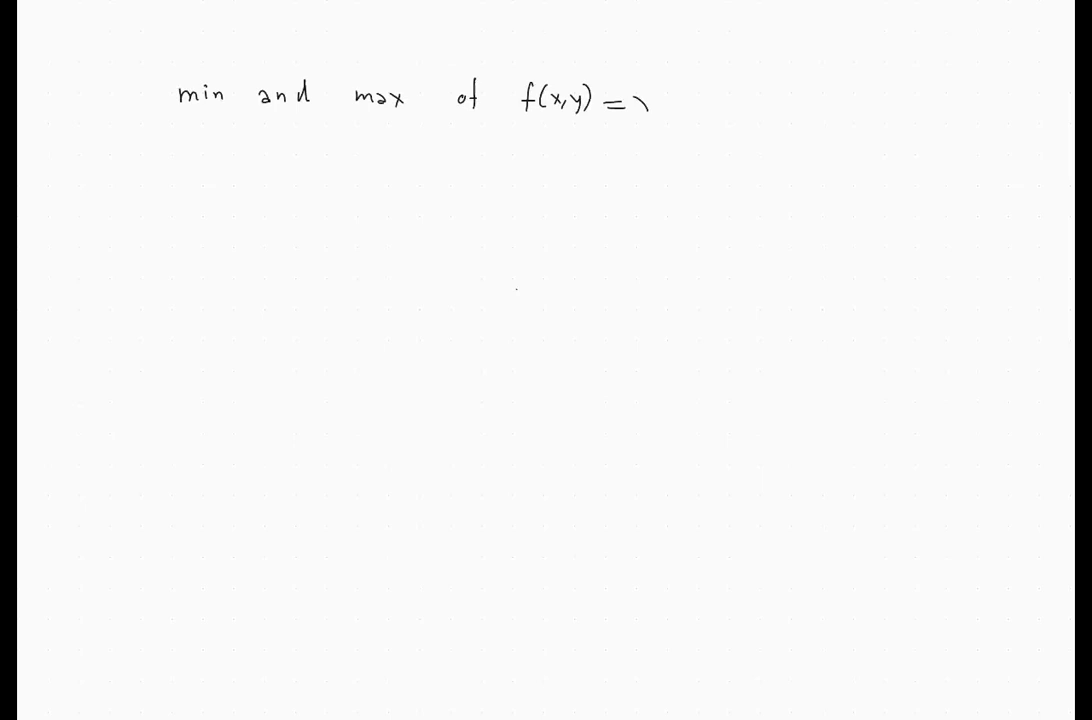 min and max of f(x,y) =